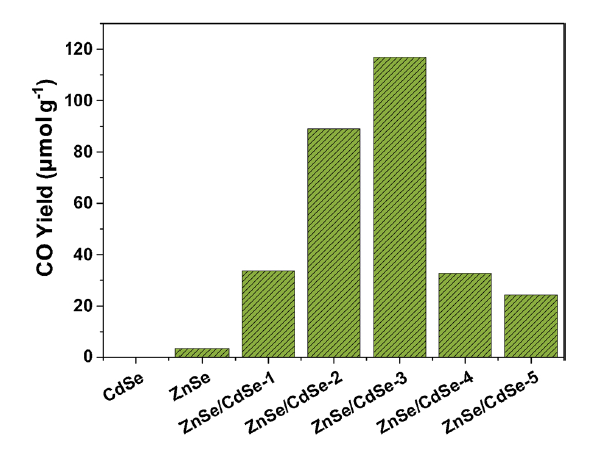 CO Yield (μmol g⁻¹)
120
100
80
60
40
20
0
CdSe
ZnSe
ZnSe/CdSe-1
ZnSe/CdSe-2
ZnSe/CdSe-3
ZnSe/CdSe-4
ZnSe/CdSe-5